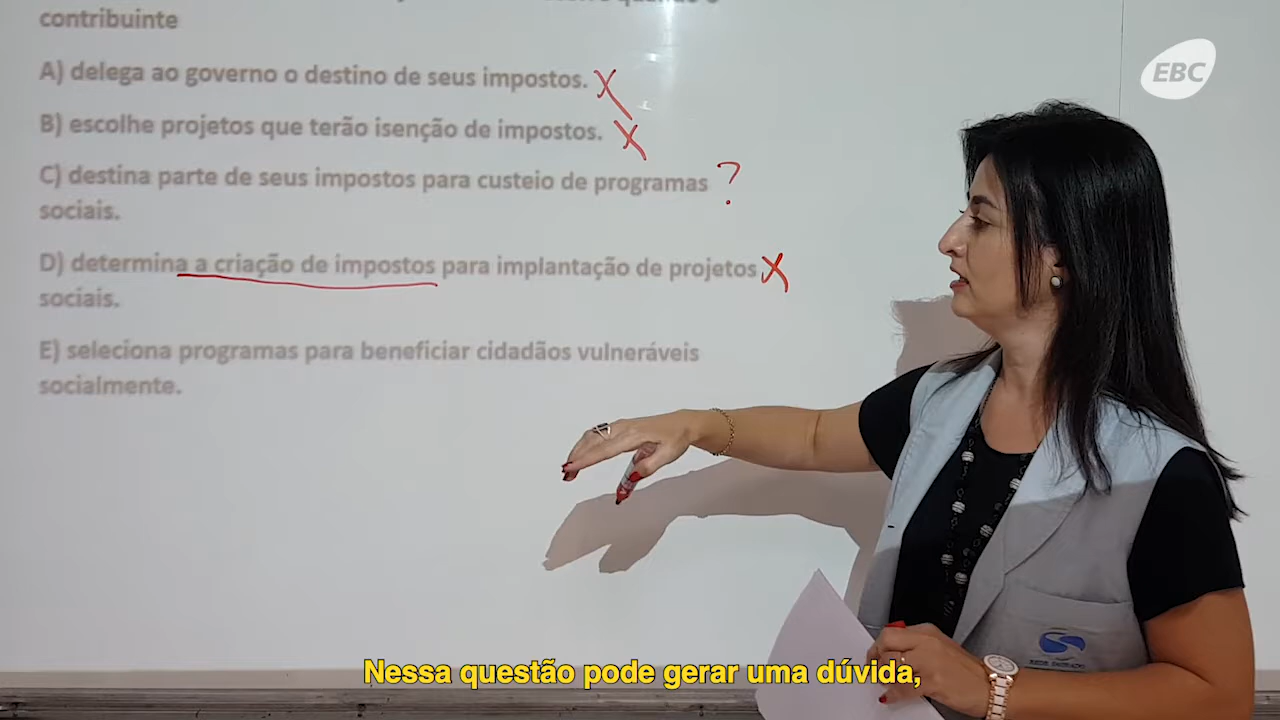 contribuinte
A) delega ao governo o destino de seus impostos. X
B) escolhe projetos que terão isenção de impostos. X
C) destina parte de seus impostos para custeio de programas ?
sociais.
D) determina a criação de impostos para implantação de projetos X
sociais.
E) seleciona programas para beneficiar cidadãos vulneráveis
socialmente.
EBC
Nessa questão pode gerar uma dúvida,